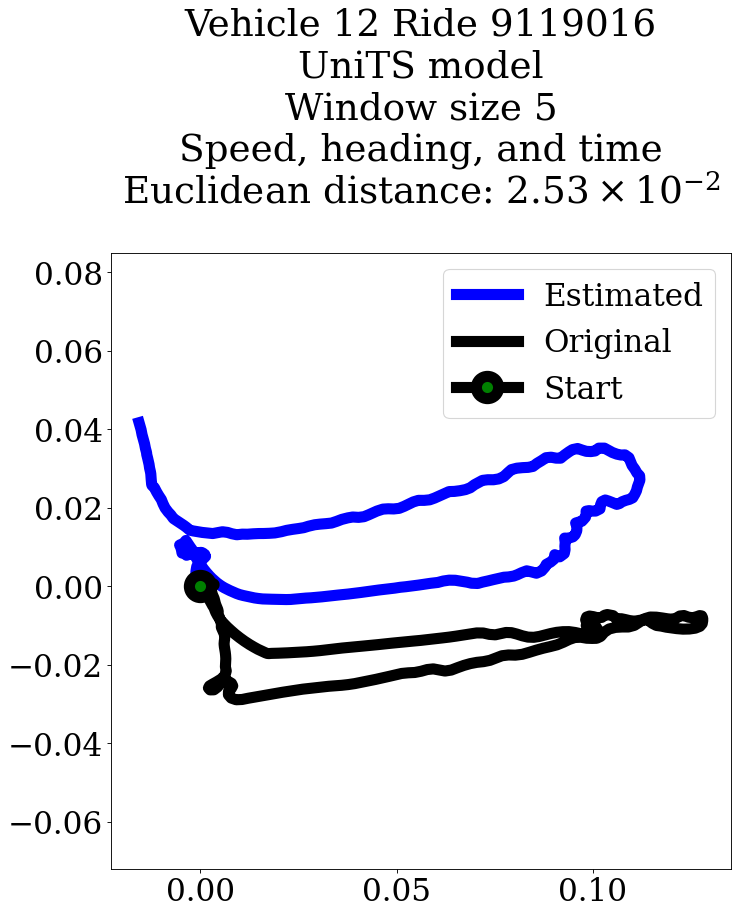 Vehicle 12 Ride 9119016
UniTS model
Window size 5
Speed, heading, and time
Euclidean distance: $2.53 \times 10^{-2}$
Estimated
Original
Start
0.08
0.06
0.04
0.02
0.00
−0.02
−0.04
−0.06
0.00 0.05 0.10